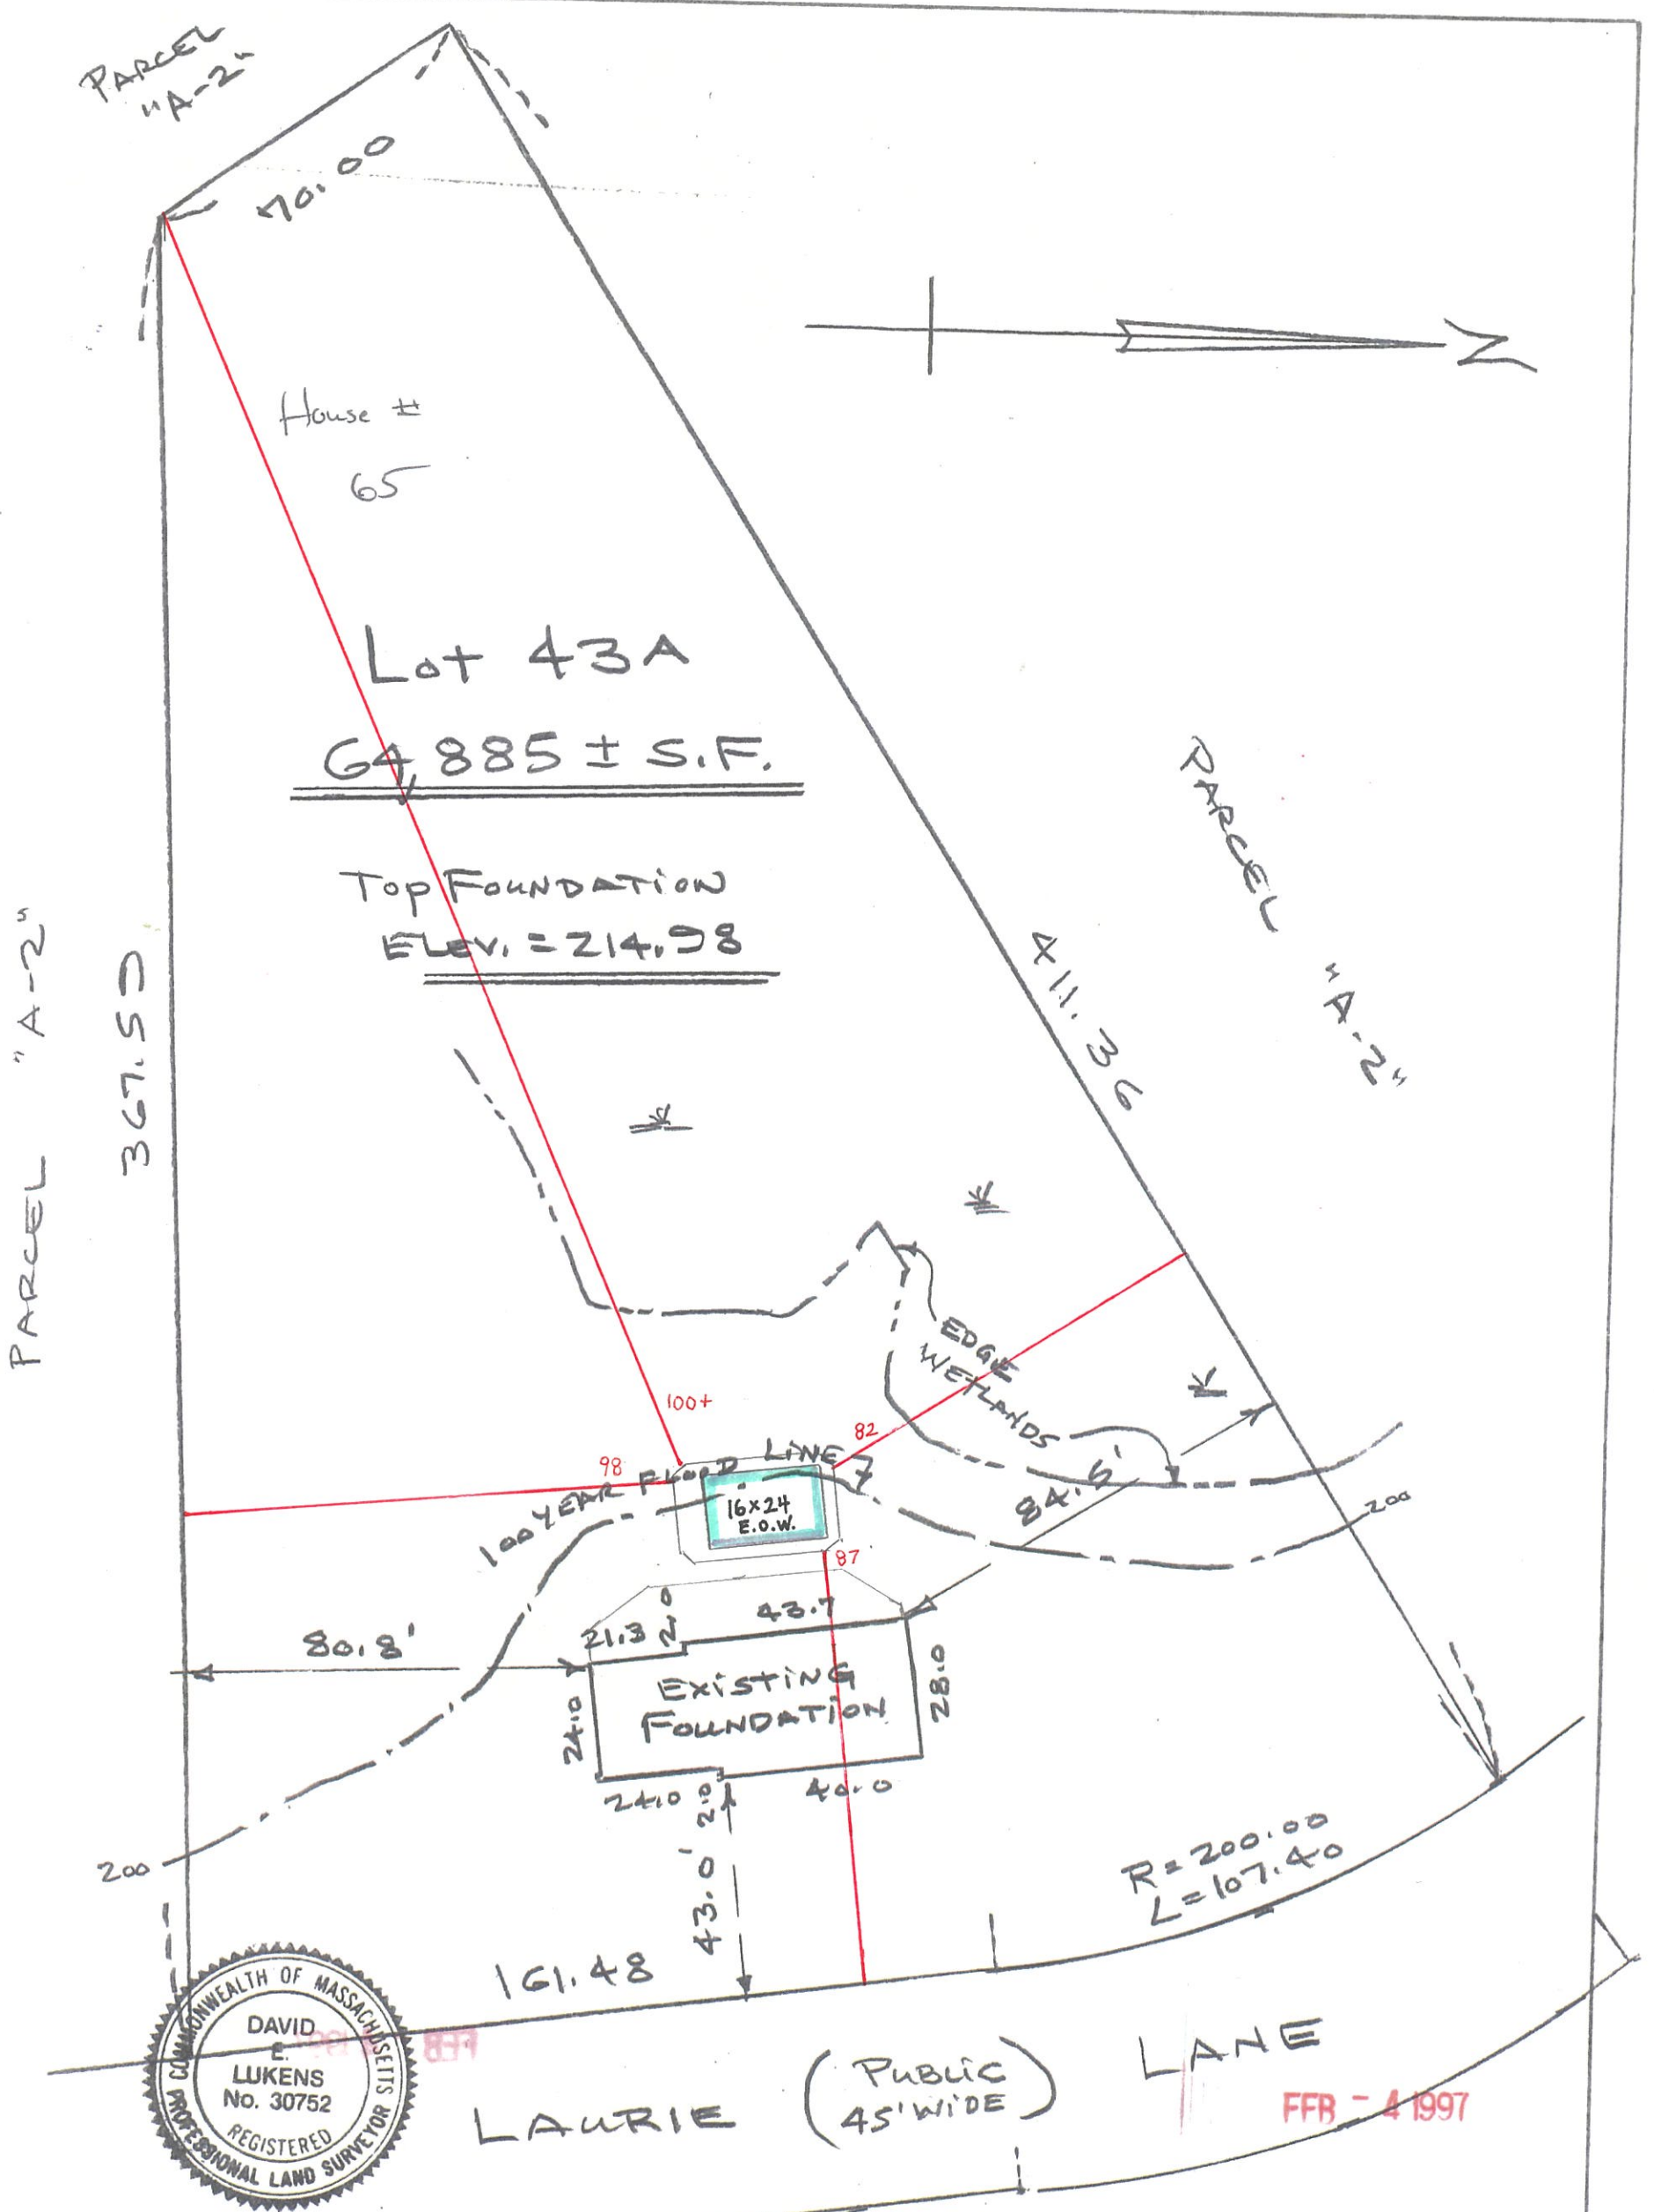 PARCEL
"A-2"
70.00
N
House #
65
Lot 43A
64,885 ± S.F.
Top Foundation
Elev. = 214.98
PARCEL "A-2"
367.59
PARCEL "A-2"
411.36
EDGE
WETLANDS
100+
82
98
100 YEAR FLOOD LINE
16x24
E.O.W.
84.6'
200
87
80.8'
21.3
2.0
43.7
EXISTING
FOUNDATION
24.0
28.0
24.0
2.0
40.0
43.0'
200
R=200.00
L=107.40
161.48
COMMONWEALTH OF MASSACHUSETTS
DAVID
E.
LUKENS
No. 30752
REGISTERED
PROFESSIONAL LAND SURVEYOR
LAURIE (PUBLIC 45' WIDE) LANE
FEB - 4 1997